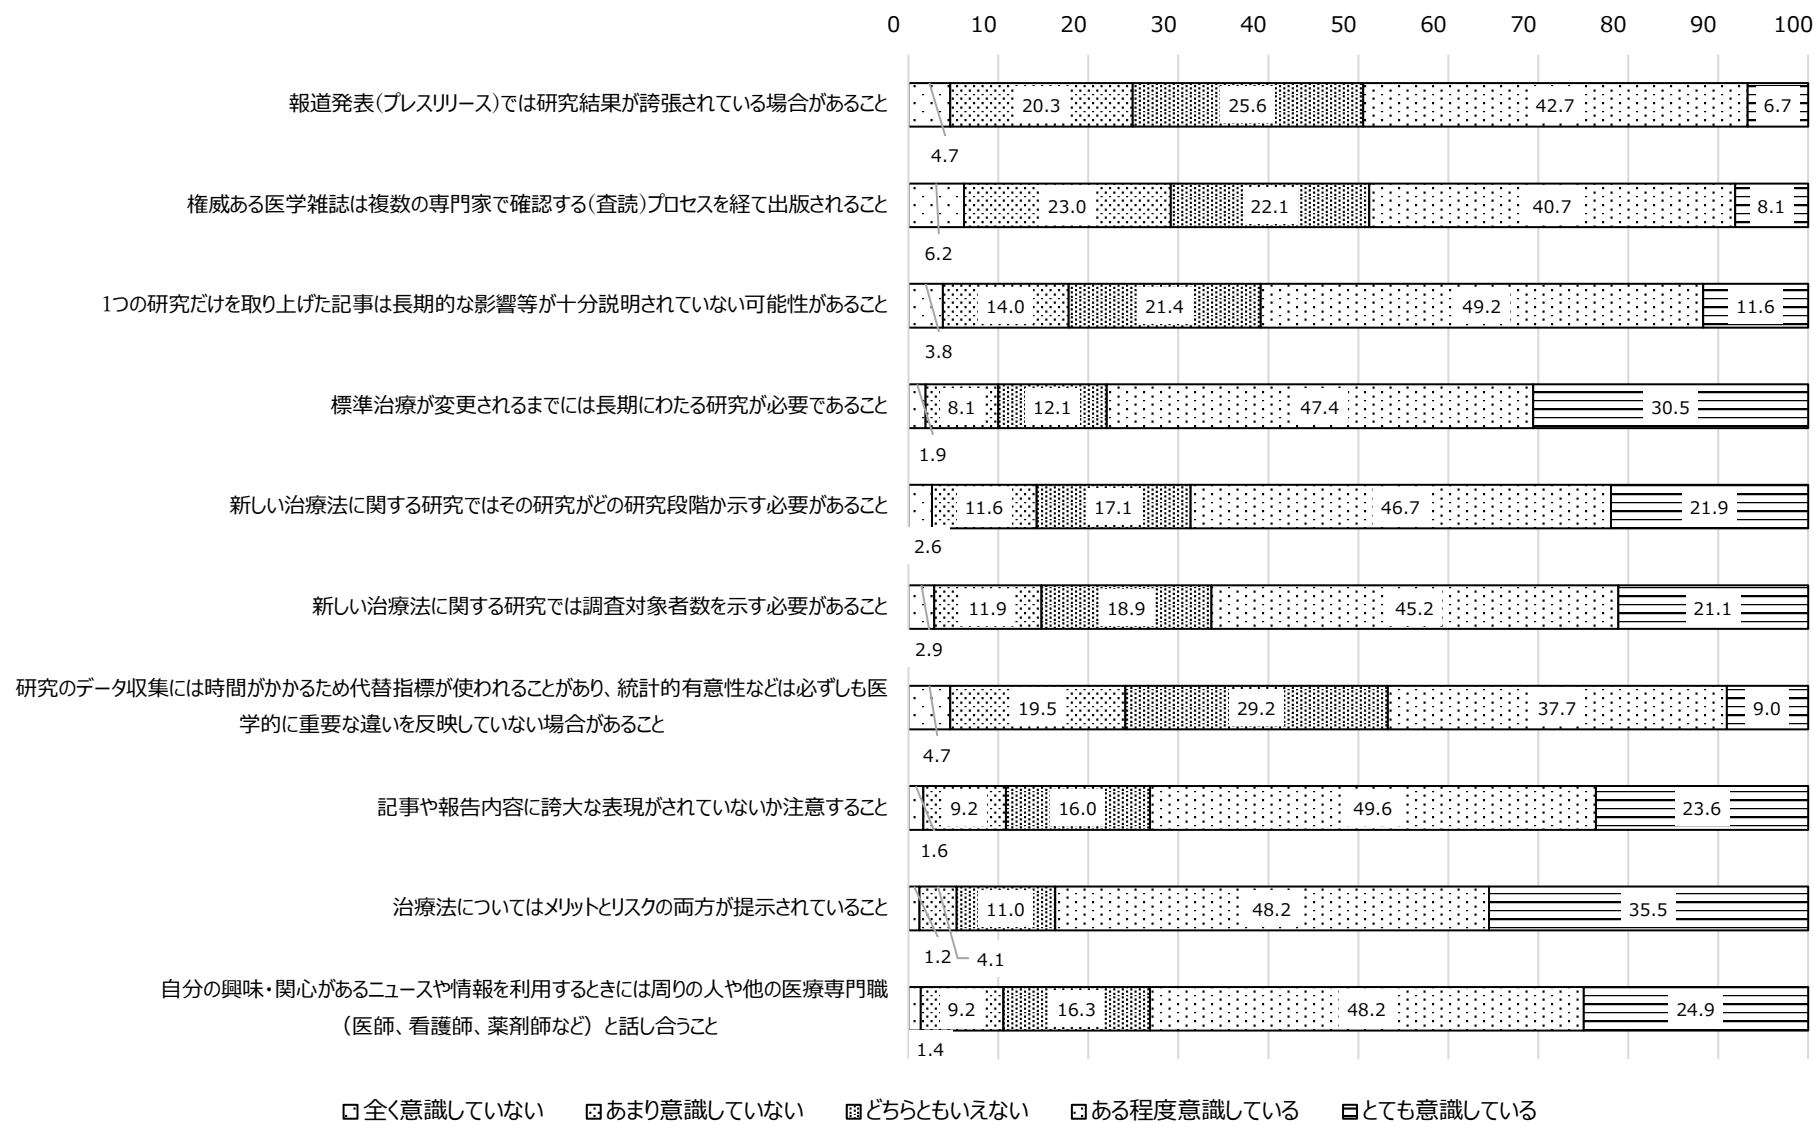 0 10 20 30 40 50 60 70 80 90 100
報道発表（プレスリリース）では研究結果が誇張されている場合があること
20.3 25.6 42.7 6.7
4.7
権威ある医学雑誌は複数の専門家で確認する（査読）プロセスを経て出版されること
23.0 22.1 40.7 8.1
6.2
1つの研究だけを取り上げた記事は長期的な影響等が十分説明されていない可能性があること
14.0 21.4 49.2 11.6
3.8
標準治療が変更されるまでには長期にわたる研究が必要であること
8.1 12.1 47.4 30.5
1.9
新しい治療法に関する研究ではその研究がどの研究段階か示す必要があること
11.6 17.1 46.7 21.9
2.6
新しい治療法に関する研究では調査対象者数を示す必要があること
11.9 18.9 45.2 21.1
2.9
研究のデータ収集には時間がかかるため代替指標が使われることがあり、統計的有意性などは必ずしも医
学的に重要な違いを反映していない場合があること
19.5 29.2 37.7 9.0
4.7
記事や報告内容に誇大な表現がされていないか注意すること
9.2 16.0 49.6 23.6
1.6
治療法についてはメリットとリスクの両方が提示されていること
11.0 48.2 35.5
1.2 4.1
自分の興味・関心があるニュースや情報を利用するときには周りの人や他の医療専門職
（医師、看護師、薬剤師など）と話し合うこと
9.2 16.3 48.2 24.9
1.4
全く意識していない あまり意識していない どちらともいえない ある程度意識している とても意識している